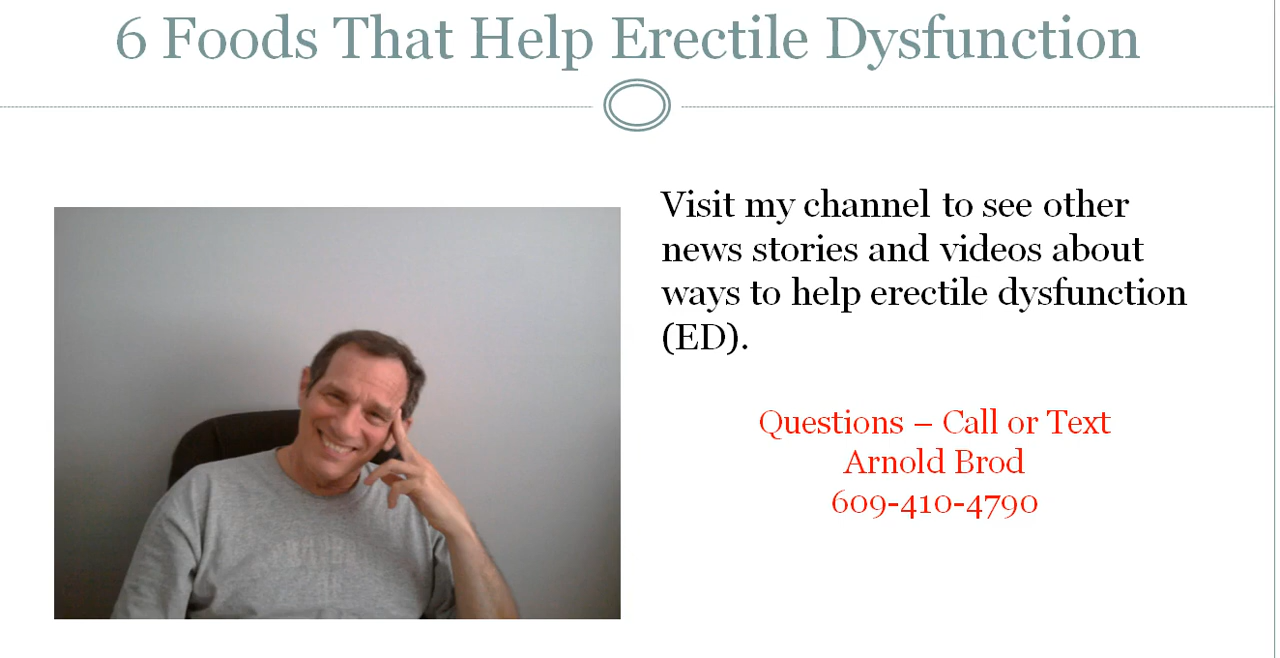 6 Foods That Help Erectile Dysfunction
Visit my channel to see other
news stories and videos about
ways to help erectile dysfunction
(ED).
Questions – Call or Text
Arnold Brod
609-410-4790